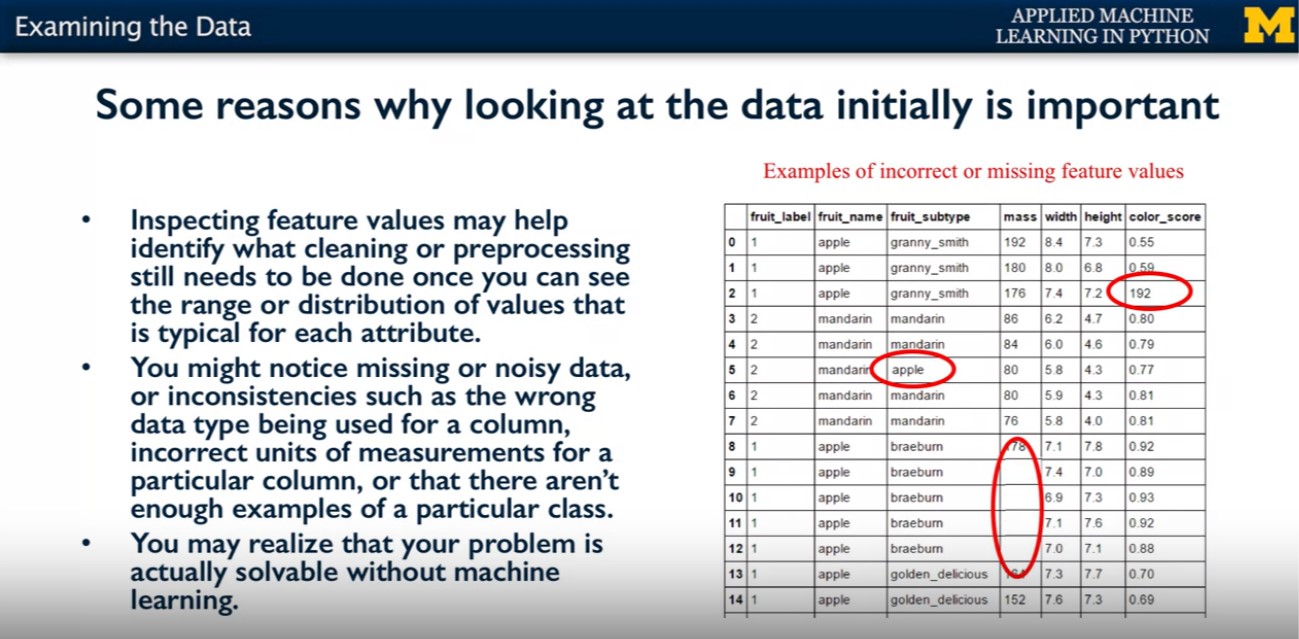 Examining the Data
APPLIED MACHINE
LEARNING IN PYTHON
M
Some reasons why looking at the data initially is important
• Inspecting feature values may help
identify what cleaning or preprocessing
still needs to be done once you can see
the range or distribution of values that
is typical for each attribute.
• You might notice missing or noisy data,
or inconsistencies such as the wrong
data type being used for a column,
incorrect units of measurements for a
particular column, or that there aren't
enough examples of a particular class.
• You may realize that your problem is
actually solvable without machine
learning.
Examples of incorrect or missing feature values
fruit_label fruit_name fruit_subtype mass width height color_score
0 1 apple granny_smith 192 8.4 7.3 0.55
1 1 apple granny_smith 180 8.0 6.8 0.59
2 1 apple granny_smith 176 7.4 7.2 192
3 2 mandarin mandarin 86 6.2 4.7 0.80
4 2 mandarin mandarin 84 6.0 4.6 0.79
5 2 mandarin apple 80 5.8 4.3 0.77
6 2 mandarin mandarin 80 5.9 4.3 0.81
7 2 mandarin mandarin 76 5.8 4.0 0.81
8 1 apple braeburn 178 7.1 7.8 0.92
9 1 apple braeburn 7.4 7.0 0.89
10 1 apple braeburn 6.9 7.3 0.93
11 1 apple braeburn 7.1 7.6 0.92
12 1 apple braeburn 7.0 7.1 0.88
13 1 apple golden_delicious 7.3 7.7 0.70
14 1 apple golden_delicious 152 7.6 7.3 0.69